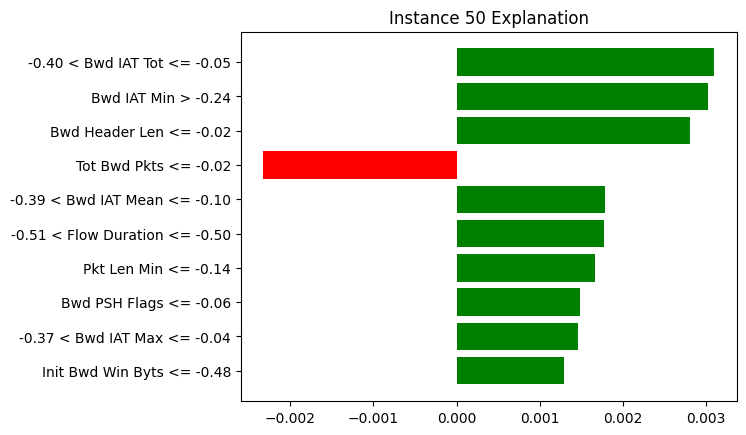 Instance 50 Explanation
-0.40 < Bwd IAT Tot <= -0.05
Bwd IAT Min > -0.24
Bwd Header Len <= -0.02
Tot Bwd Pkts <= -0.02
-0.39 < Bwd IAT Mean <= -0.10
-0.51 < Flow Duration <= -0.50
Pkt Len Min <= -0.14
Bwd PSH Flags <= -0.06
-0.37 < Bwd IAT Max <= -0.04
Init Bwd Win Byts <= -0.48
−0.002 −0.001 0.000 0.001 0.002 0.003